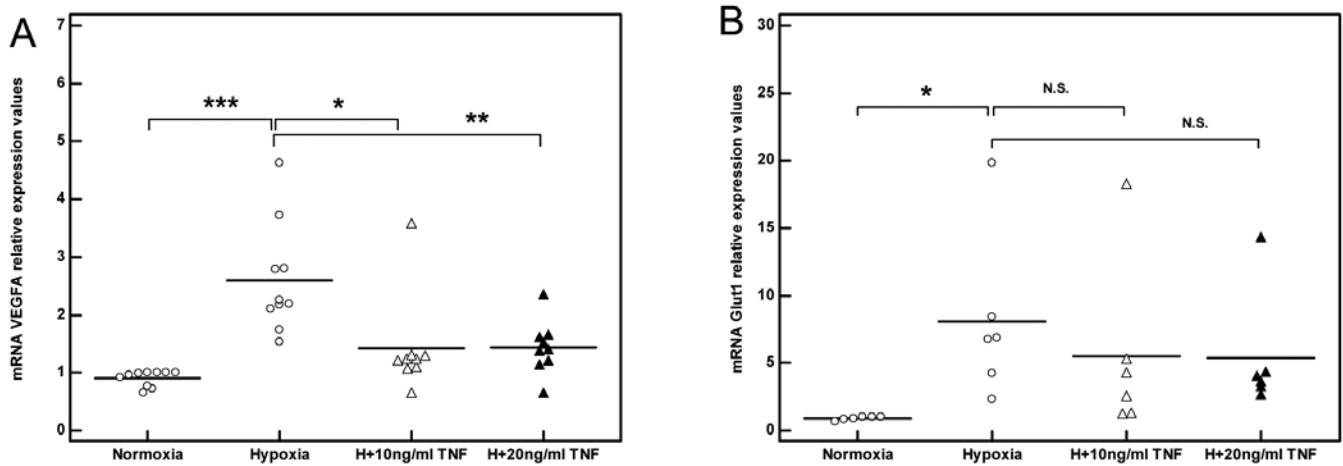 A
mRNA VEGFA relative expression values
7
6
5
4
3
2
1
0
***
*
**
Normoxia
Hypoxia
H+10ng/ml TNF
H+20ng/ml TNF
B
mRNA Glut1 relative expression values
30
25
20
15
10
5
0
*
N.S.
N.S.
Normoxia
Hypoxia
H+10ng/ml TNF
H+20ng/ml TNF